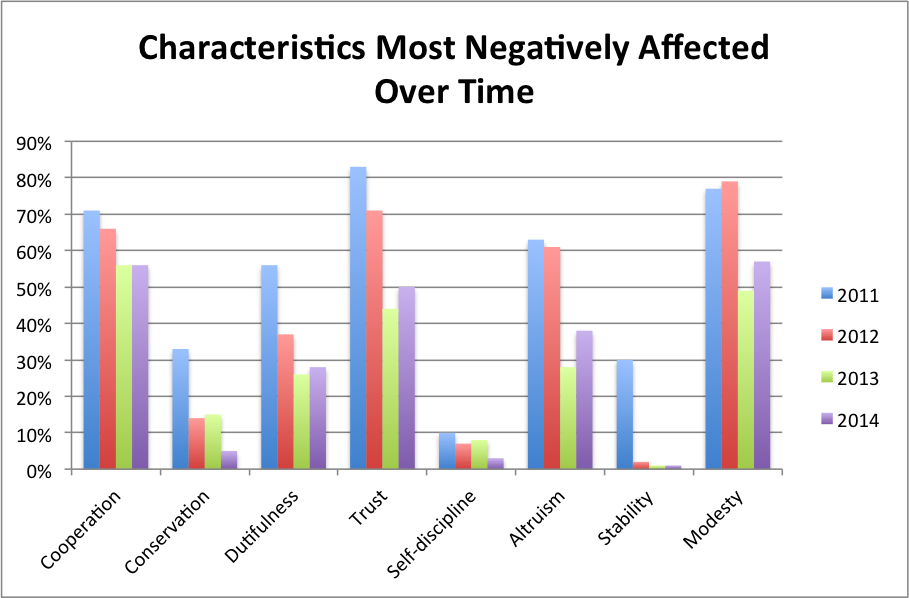 Characteristics Most Negatively Affected
Over Time
90%
80%
70%
60%
50%
40%
30%
20%
10%
0%
Cooperation
Conservation
Dutifulness
Trust
Self-discipline
Altruism
Stability
Modesty
2011
2012
2013
2014